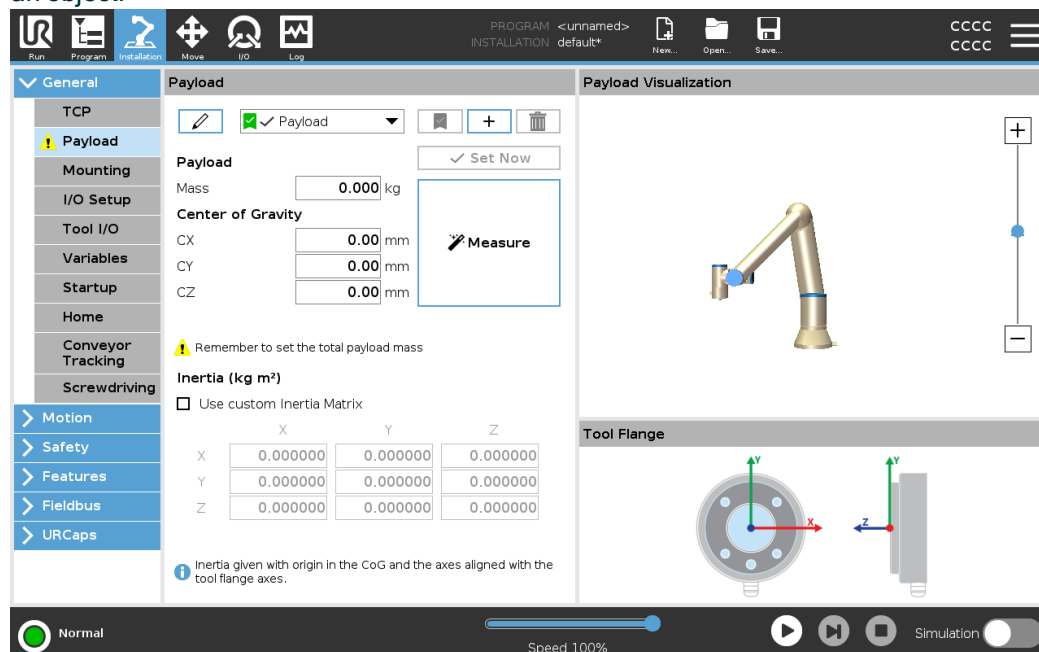 an object.
UR
Run
Program
Installation
Move
I/O
Log
PROGRAM <unnamed>
INSTALLATION default*
New...
Open...
Save...
CCCC
CCCC
General
TCP
Payload
Mounting
I/O Setup
Tool I/O
Variables
Startup
Home
Conveyor
Tracking
Screwdriving
Motion
Safety
Features
Fieldbus
URCaps
Payload
Payload
Payload
Set Now
Mass 0.000 kg
Center of Gravity
CX 0.00 mm
CY 0.00 mm
CZ 0.00 mm
Measure
Remember to set the total payload mass
Inertia (kg m²)
Use custom Inertia Matrix
X Y Z
X 0.000000 0.000000 0.000000
Y 0.000000 0.000000 0.000000
Z 0.000000 0.000000 0.000000
Inertia given with origin in the CoG and the axes aligned with the
tool flange axes.
Payload Visualization
Tool Flange
Y
X
Y
Z
Normal
Speed 100%
Simulation